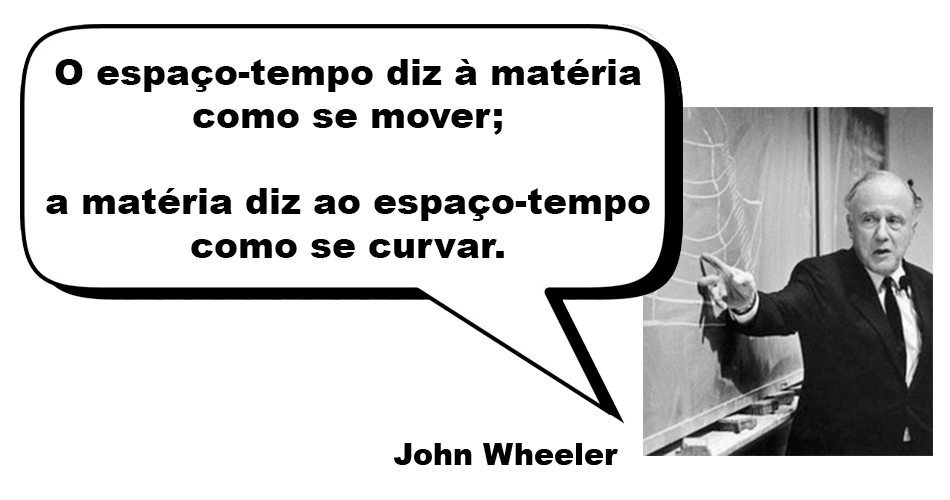 O espaço-tempo diz à matéria
como se mover;
a matéria diz ao espaço-tempo
como se curvar.
John Wheeler